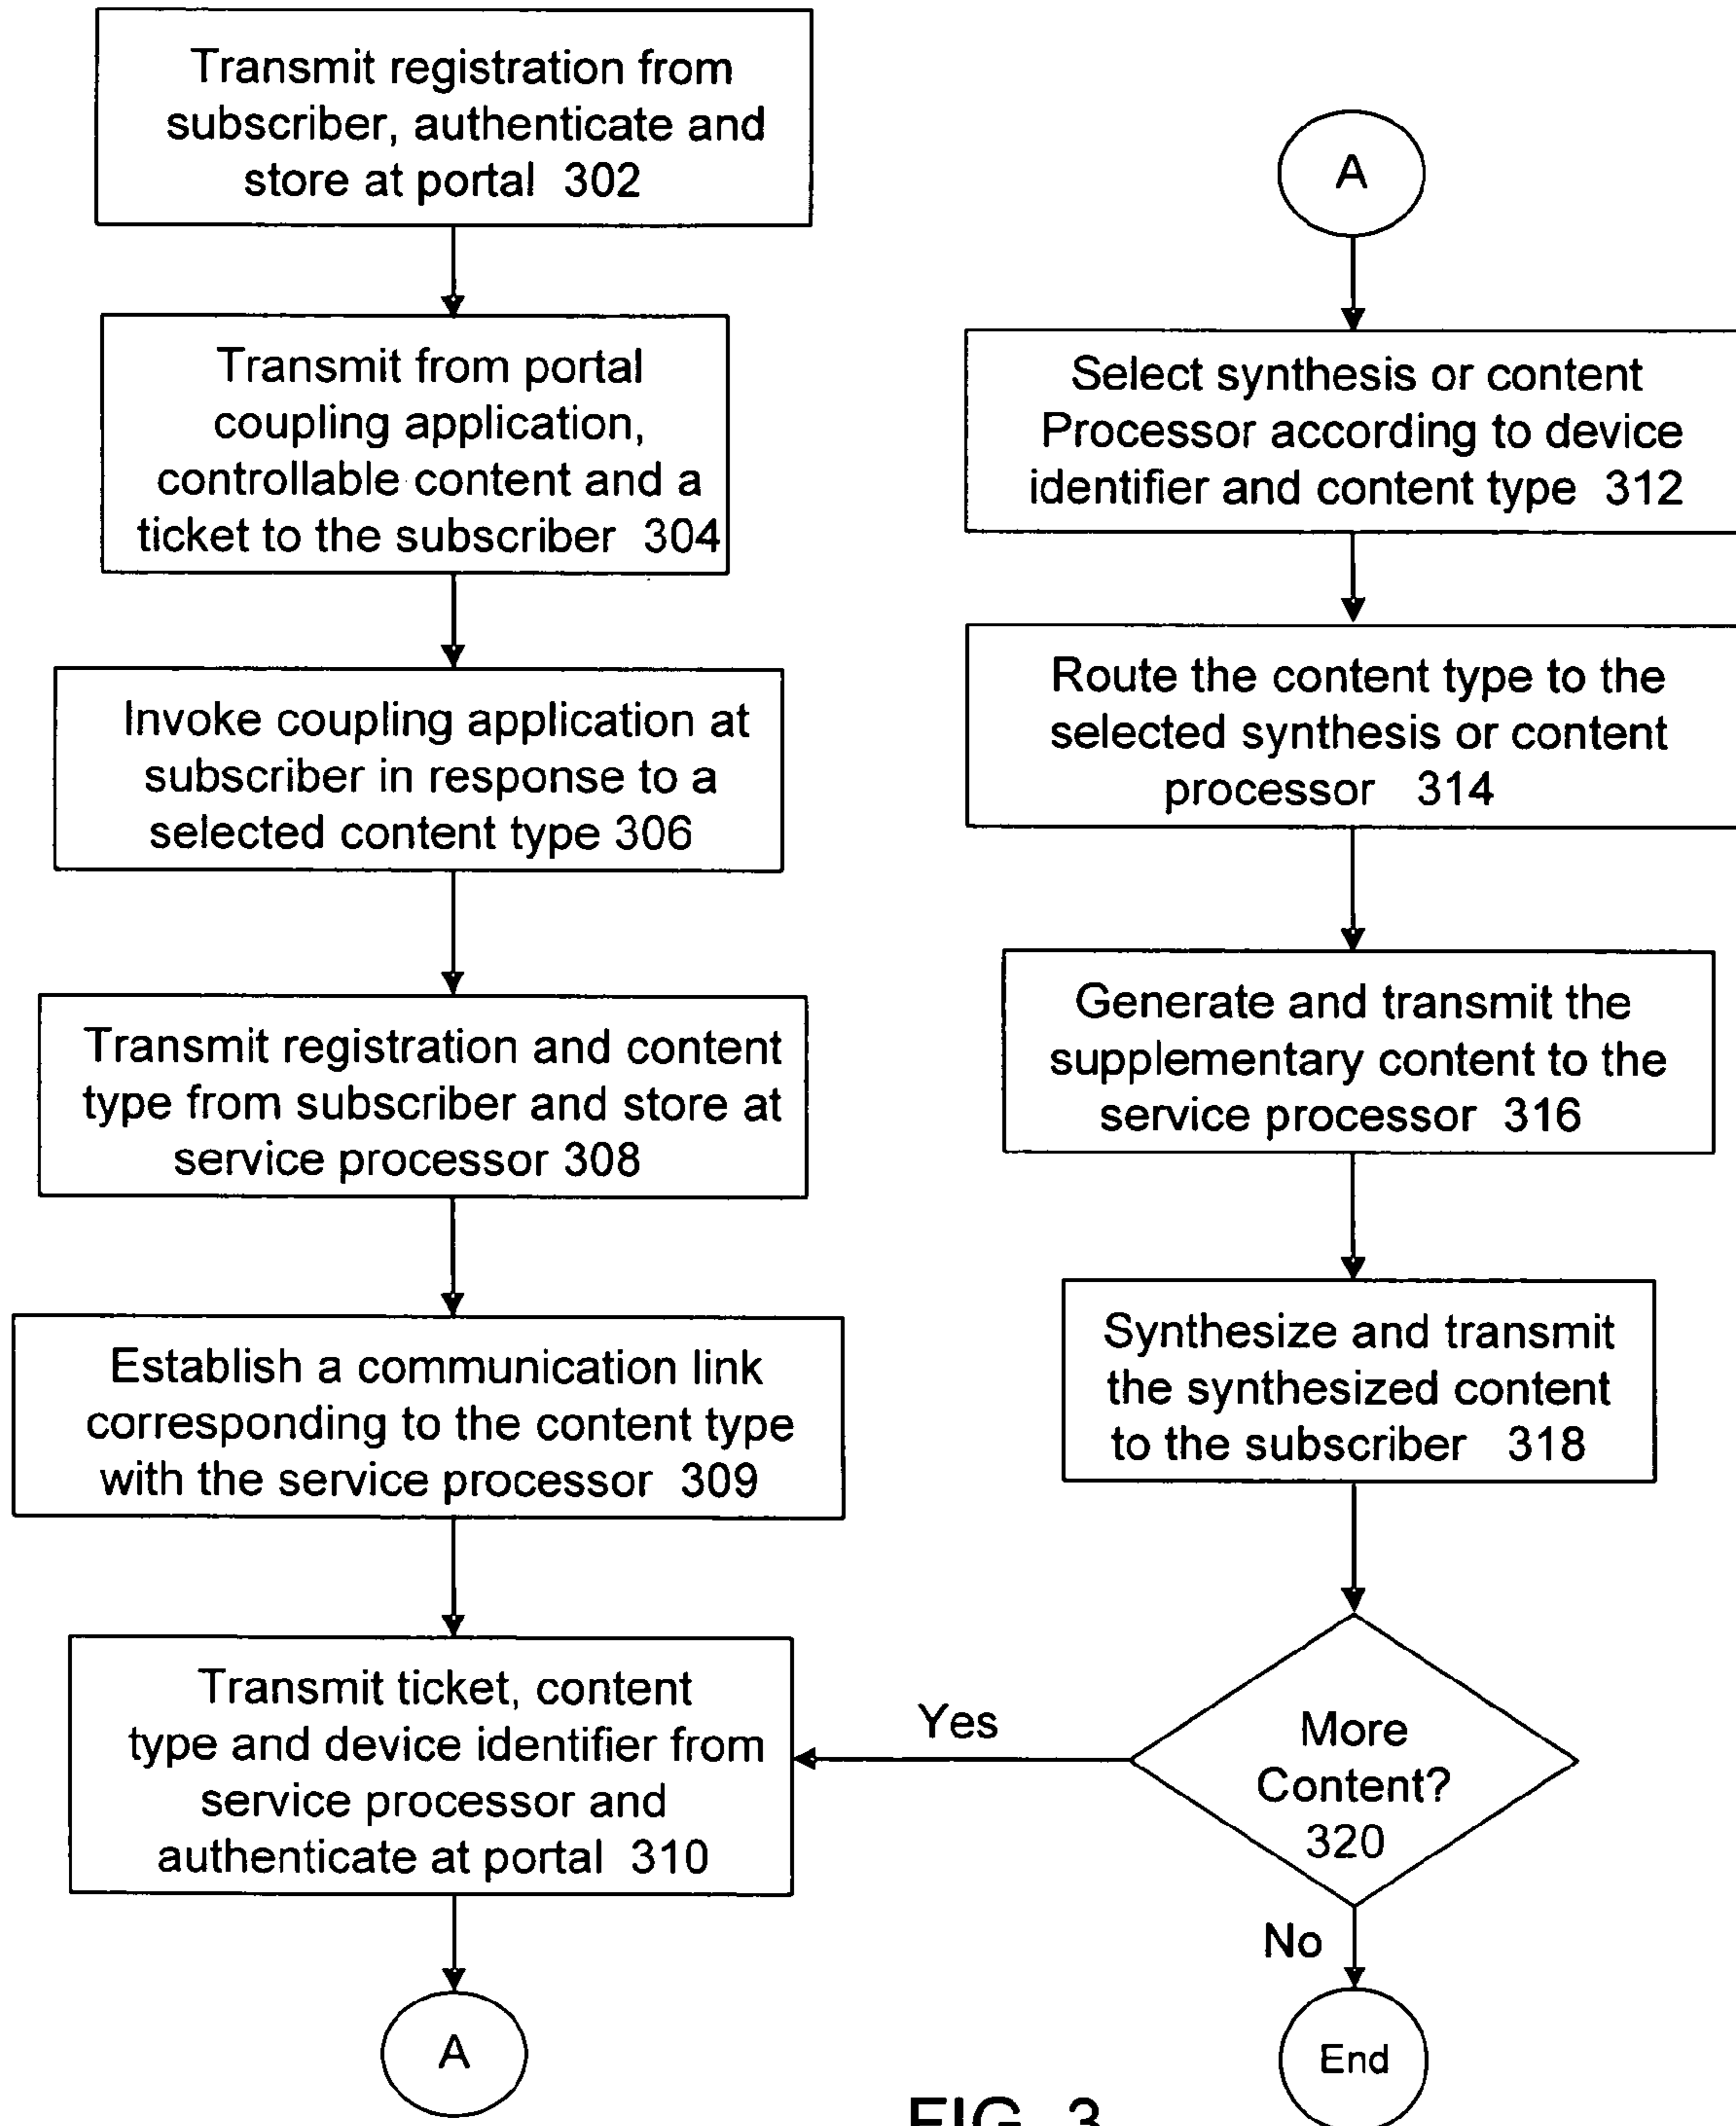 Transmit registration from
subscriber, authenticate and
store at portal 302
Transmit from portal
coupling application,
controllable content and a
ticket to the subscriber 304
Invoke coupling application at
subscriber in response to a
selected content type 306
Transmit registration and content
type from subscriber and store at
service processor 308
Establish a communication link
corresponding to the content type
with the service processor 309
Transmit ticket, content
type and device identifier from
service processor and
authenticate at portal 310
A
A
Select synthesis or content
Processor according to device
identifier and content type 312
Route the content type to the
selected synthesis or content
processor 314
Generate and transmit the
supplementary content to the
service processor 316
Synthesize and transmit
the synthesized content
to the subscriber 318
More
Content?
320
Yes
No
End
FIG. 3